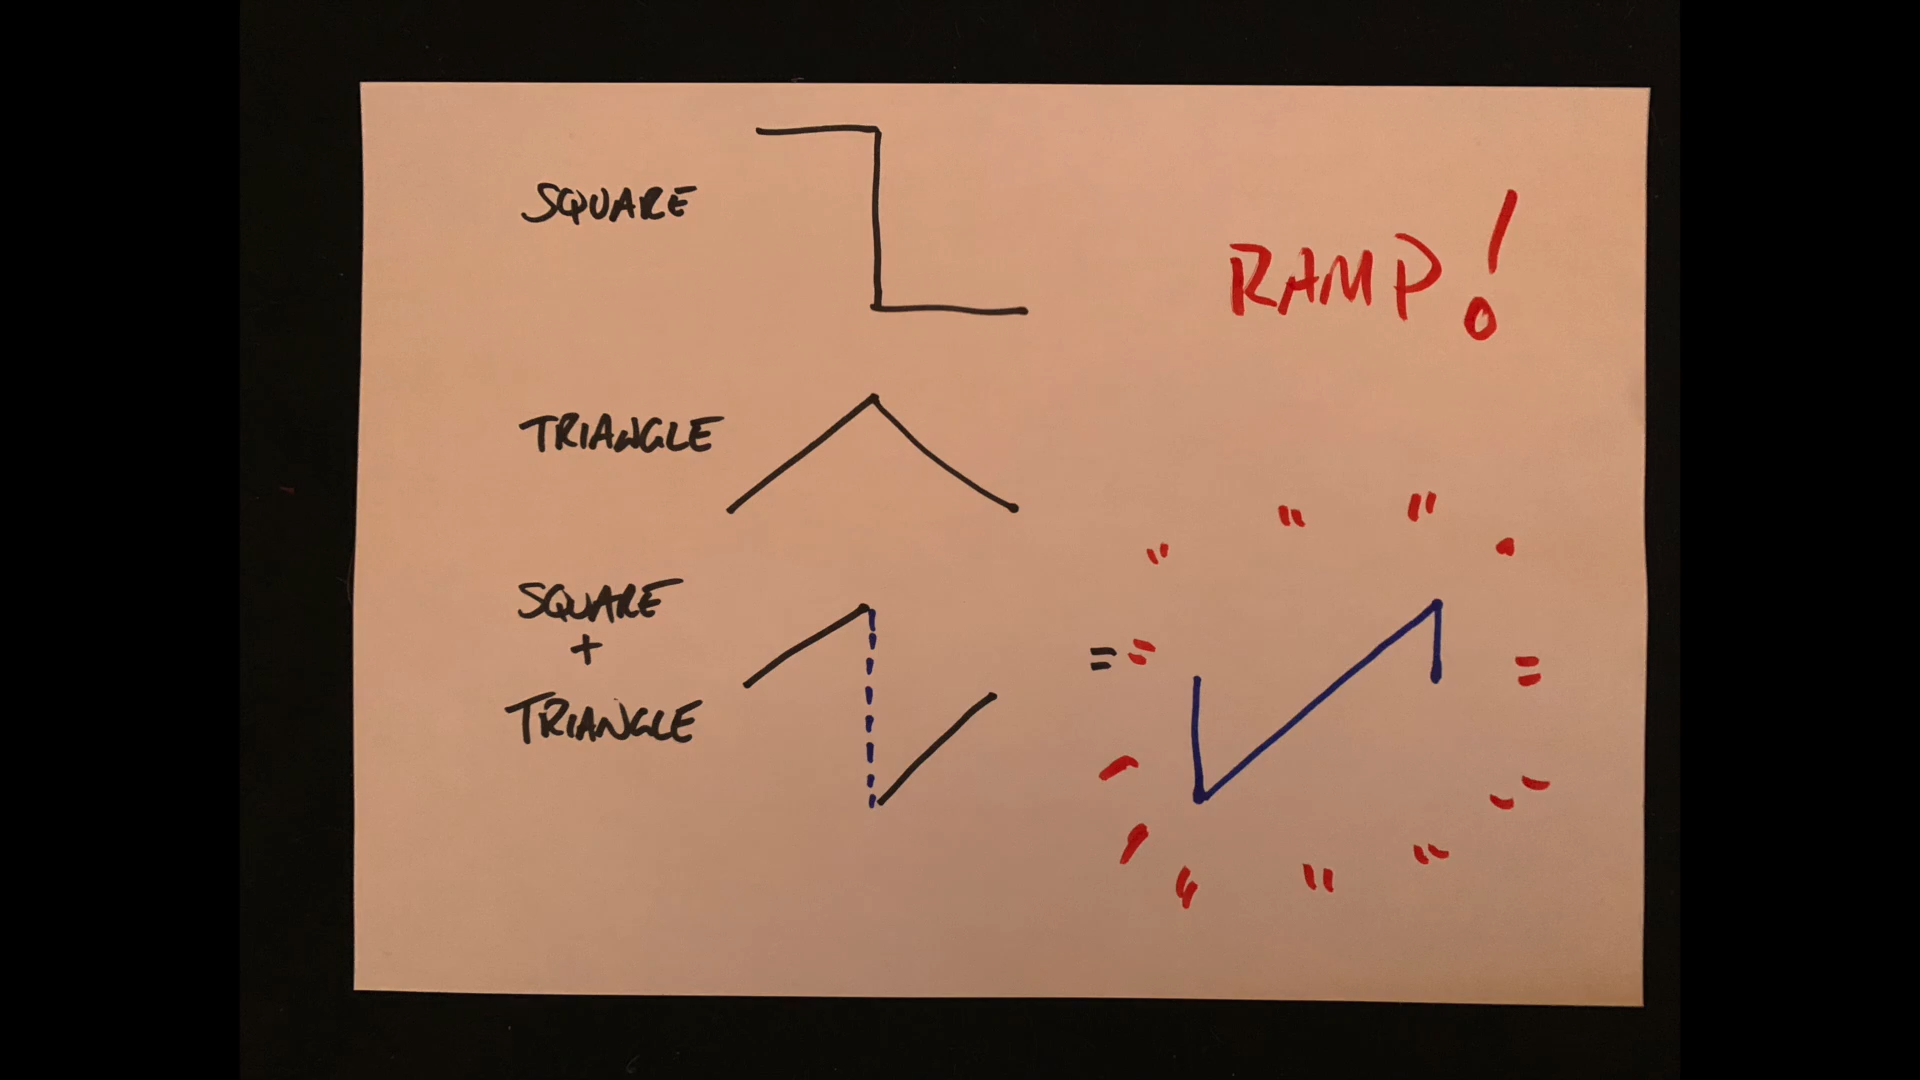 SQUARE
RAMP!
TRIANGLE
SQUARE
+
TRIANGLE
=